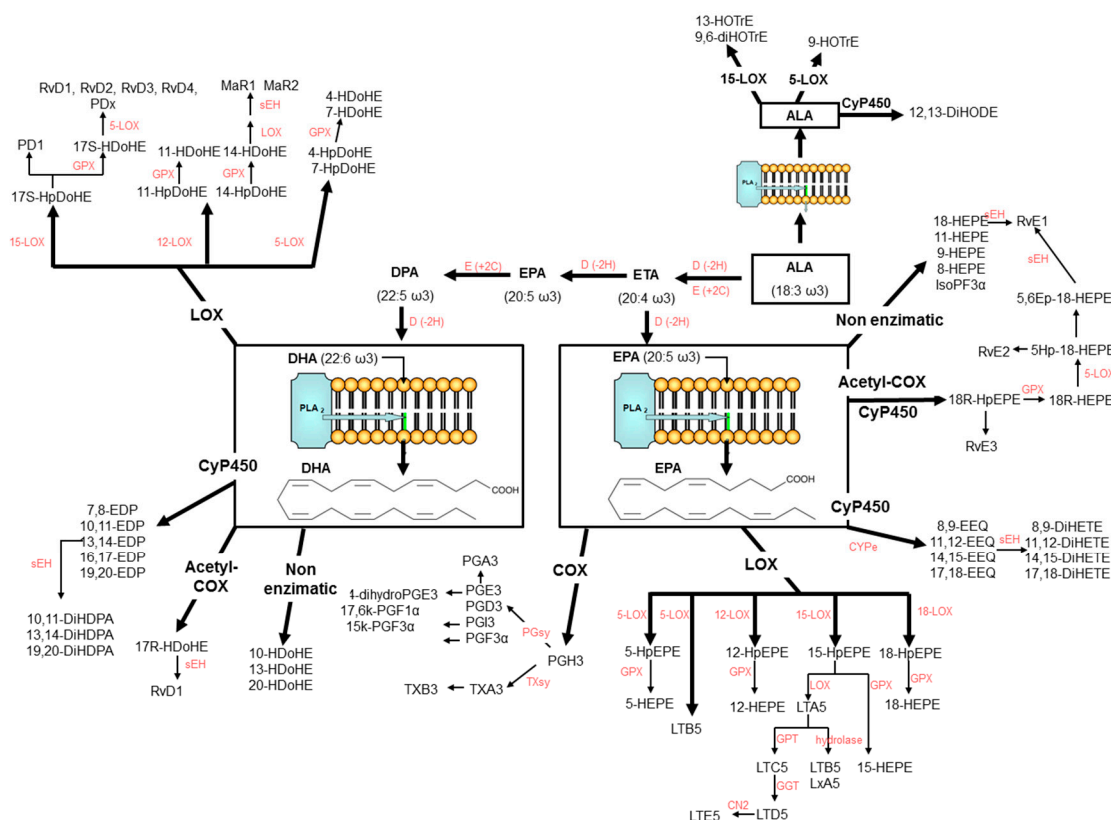 13-HOTrE
9,6-diHOTrE
9-HOTrE
15-LOX
5-LOX
CyP450
ALA
12,13-DiHODE
PLA 2
ALA
(18:3 ω3)
D (-2H)
E (+2C)
ETA
(20:4 ω3)
D (-2H)
EPA
(20:5 ω3)
E (+2C)
DPA
(22:5 ω3)
D (-2H)
D (-2H)
RvD1, RvD2, RvD3, RvD4,
PDx
5-LOX
PD1
17S-HDoHE
GPX
17S-HpDoHE
MaR1 MaR2
sEH
LOX
11-HDoHE
14-HDoHE
GPX
GPX
11-HpDoHE
14-HpDoHE
4-HDoHE
7-HDoHE
GPX
4-HpDoHE
7-HpDoHE
15-LOX
12-LOX
5-LOX
LOX
DHA (22:6 ω3)
PLA 2
DHA
COOH
CyP450
7,8-EDP
10,11-EDP
13,14-EDP
16,17-EDP
19,20-EDP
sEH
10,11-DiHDPA
13,14-DiHDPA
19,20-DiHDPA
Acetyl-
COX
17R-HDoHE
sEH
RvD1
Non
enzimatic
10-HDoHE
13-HDoHE
20-HDoHE
EPA (20:5 ω3)
PLA 2
EPA
COOH
Non enzimatic
18-HEPE
11-HEPE
9-HEPE
8-HEPE
IsoPF3α
sEH
RvE1
sEH
5,6Ep-18-HEPE
RvE2
5Hp-18-HEPE
5-LOX
Acetyl-COX
CyP450
18R-HpEPE
GPX
18R-HEPE
RvE3
CyP450
CYPe
8,9-EEQ
11,12-EEQ
14,15-EEQ
17,18-EEQ
sEH
8,9-DiHETE
11,12-DiHETE
14,15-DiHETE
17,18-DiHETE
COX
PGH3
PGsy
TXsy
PGA3
PGE3
PGD3
PGI3
PGF3α
4-dihydroPGE3
17,6k-PGF1α
15k-PGF3α
TXA3
TXB3
LOX
5-LOX
5-LOX
12-LOX
15-LOX
18-LOX
5-HpEPE
12-HpEPE
15-HpEPE
18-HpEPE
GPX
GPX
LOX
GPX
GPX
5-HEPE
LTB5
12-HEPE
LTA5
18-HEPE
GPT
hydrolase
LTC5
LTB5
LxA5
15-HEPE
GGT
LTE5
CN2
LTD5